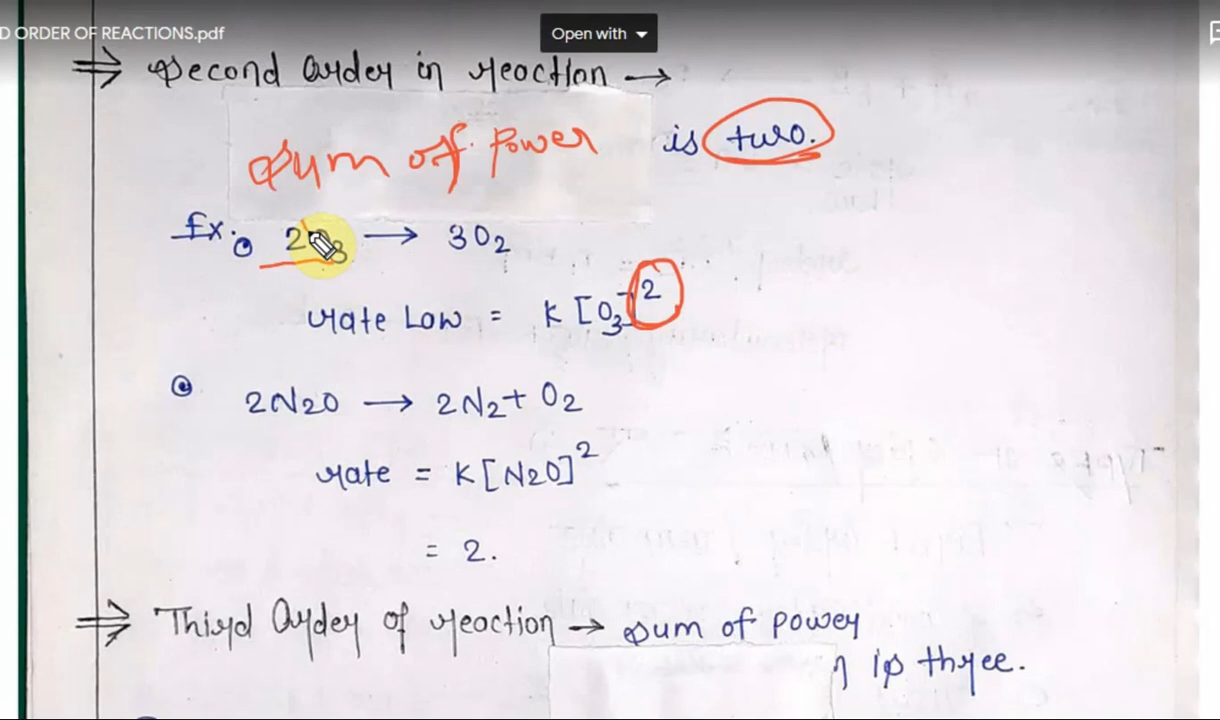 D ORDER OF REACTIONS.pdf
Open with
⇒ Second Order in reaction →
Sum of Power is two.
Ex. 2O3 → 3O2
rate Law = K [O3]2
2N2O → 2N2 + O2
rate = K [N2O]2
= 2.
⇒ Third Order of reaction → Sum of power
is three.